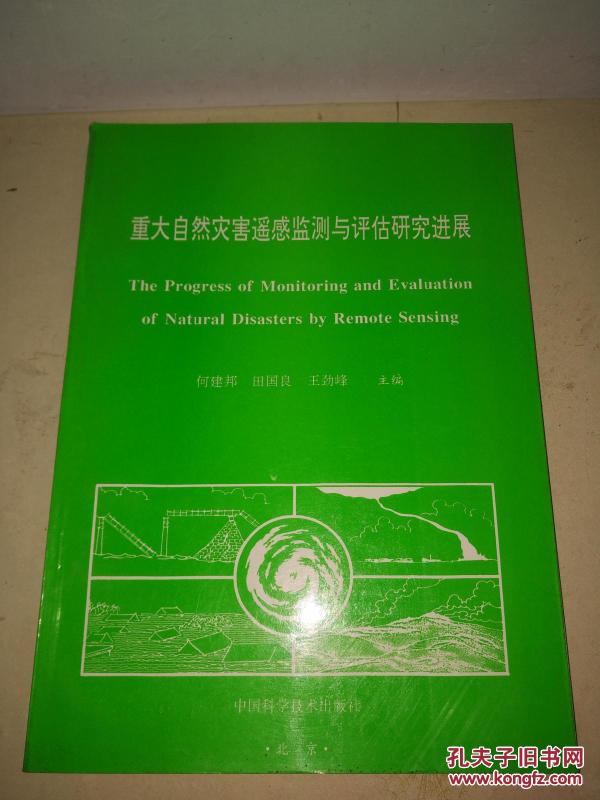 重大自然灾害遥感监测与评估研究进展
The Progress of Monitoring and Evaluation
of Natural Disasters by Remote Sensing
何建邦 田国良 王劲峰 主编
中国科学技术出版社
·北京·
孔夫子旧书网
www.kongfz.com